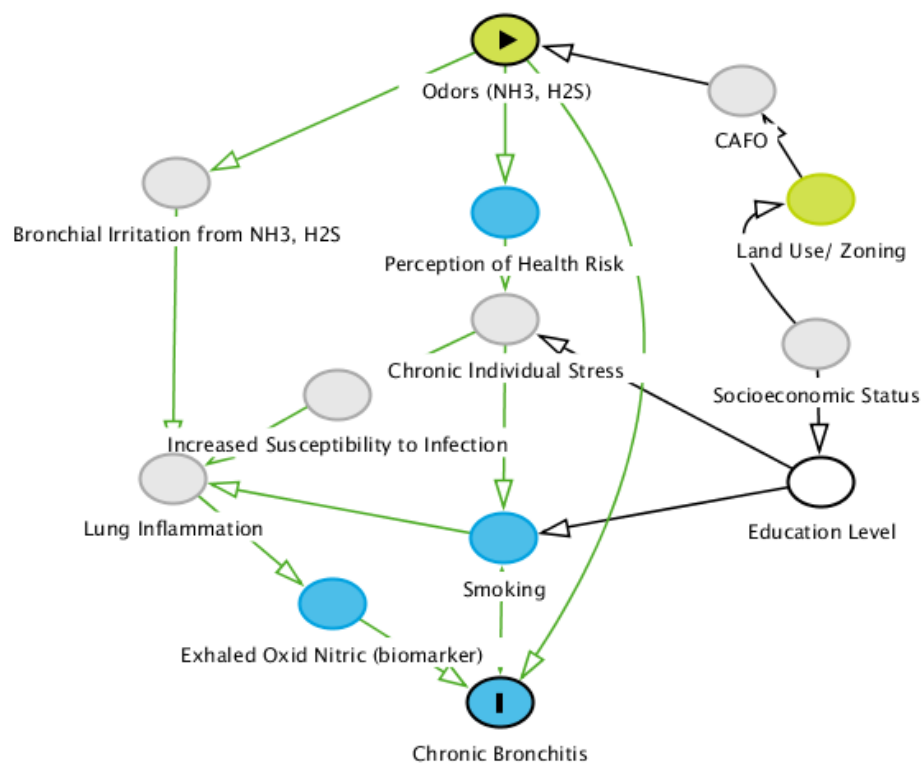 Odors (NH3, H2S)
CAFO
Bronchial Irritation from NH3, H2S
Land Use/ Zoning
Perception of Health Risk
Chronic Individual Stress
Socioeconomic Status
Increased Susceptibility to Infection
Lung Inflammation
Education Level
Smoking
Exhaled Oxid Nitric (biomarker)
Chronic Bronchitis